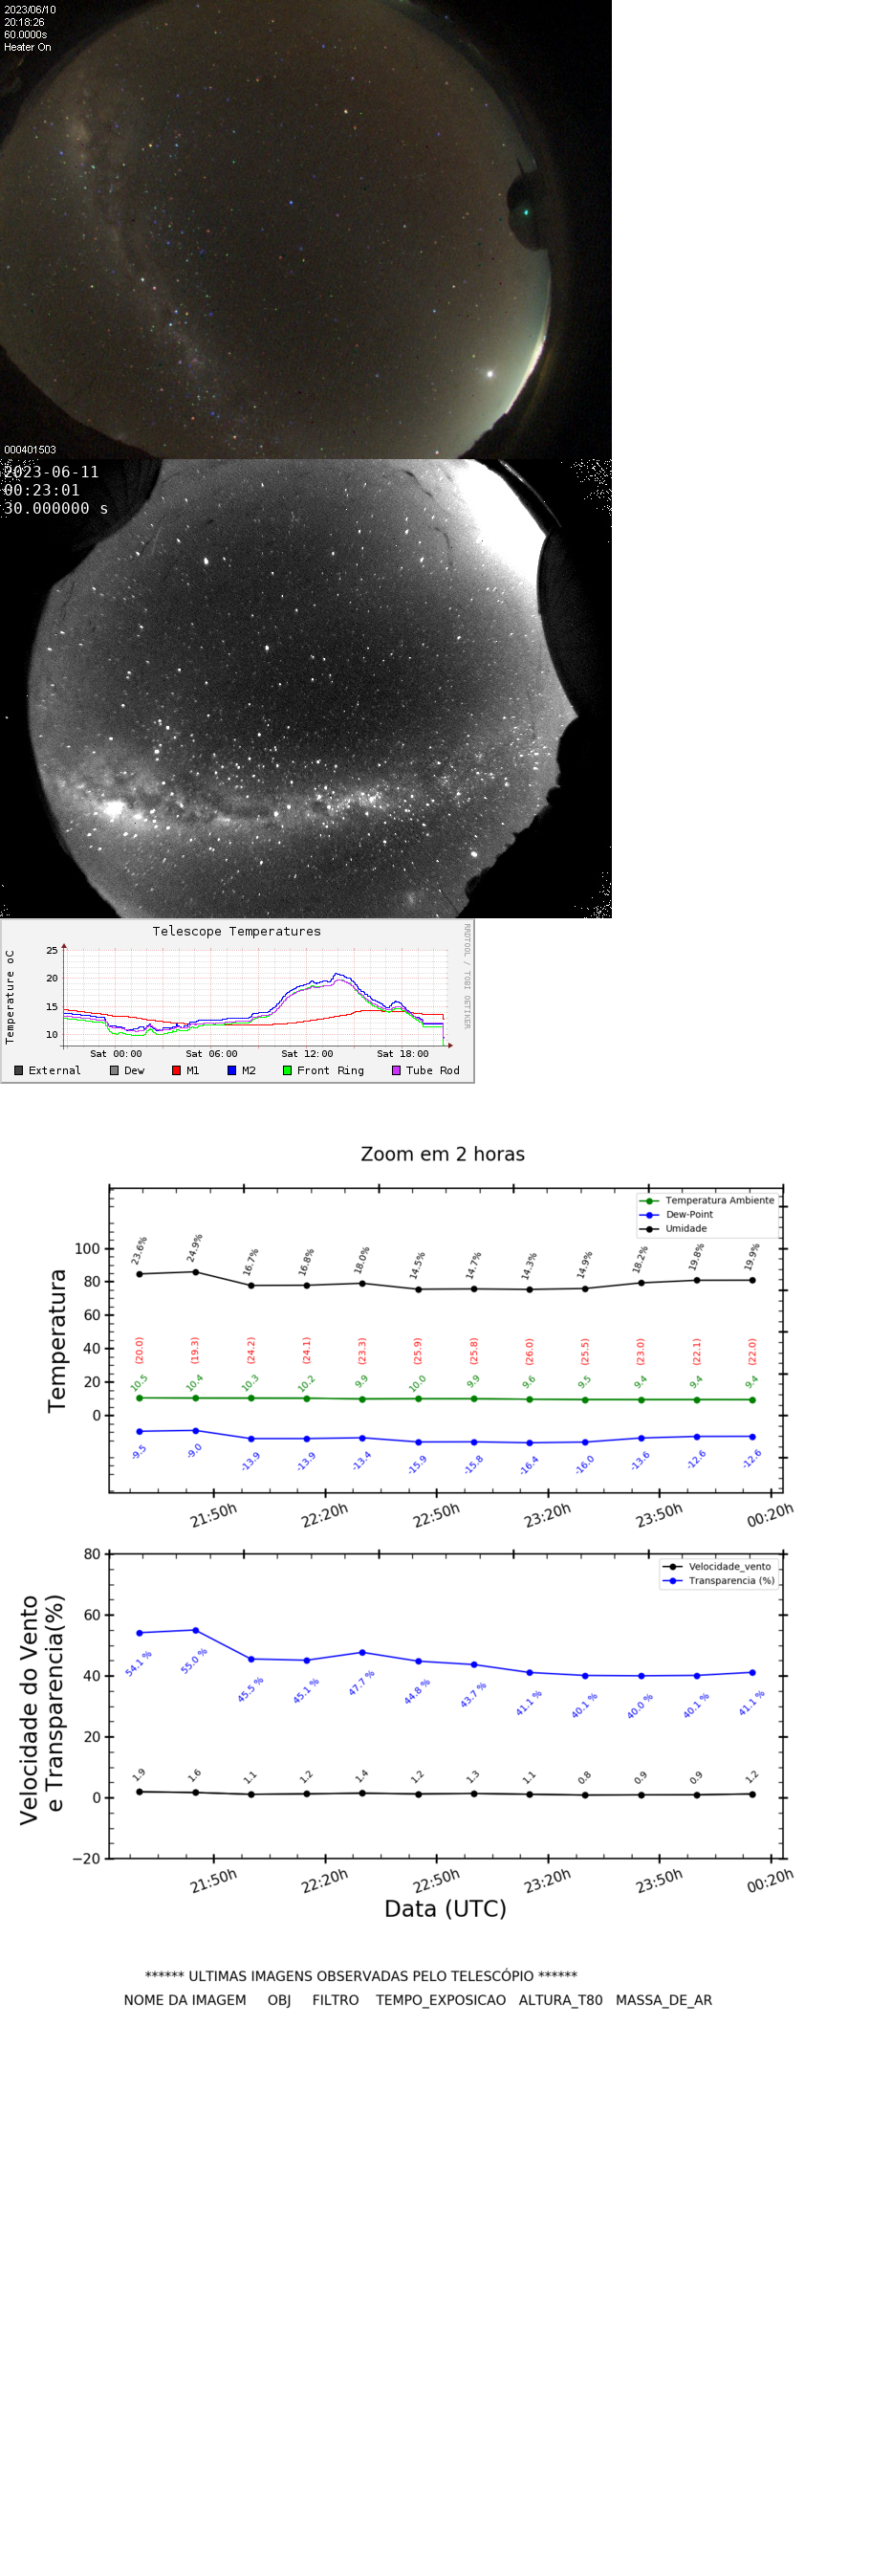 2023/06/10
20:18:26
60.0000s
Heater On
000401503
2023-06-11
00:23:01
30.000000 s
Telescope Temperatures
RRDTOOL / TOBI OETIKER
Temperature oC
25
20
15
10
Sat 00:00 Sat 06:00 Sat 12:00 Sat 18:00
External Dew M1 M2 Front Ring Tube Rod
Zoom em 2 horas
Temperatura Ambiente
Dew-Point
Umidade
Temperatura
100
80
60
40
20
0
23.6% 24.9% 16.7% 16.8% 18.0% 14.5% 14.7% 14.3% 14.9% 18.2% 19.8% 19.9%
(20.0) (19.3) (24.2) (24.1) (23.3) (25.9) (25.8) (26.0) (25.5) (23.0) (22.1) (22.0)
10.5 10.4 10.3 10.2 9.9 10.0 9.9 9.6 9.5 9.4 9.4 9.4
-9.5 -9.0 -13.9 -13.9 -13.4 -15.9 -15.8 -16.4 -16.0 -13.6 -12.6 -12.6
21:50h 22:20h 22:50h 23:20h 23:50h 00:20h
Velocidade_vento
Transparencia (%)
Velocidade do Vento
e Transparencia(%)
80
60
40
20
0
−20
54.1 % 55.0 % 45.5 % 45.1 % 47.7 % 44.8 % 43.7 % 41.1 % 40.1 % 40.0 % 40.1 % 41.1 %
1.9 1.6 1.1 1.2 1.4 1.2 1.3 1.1 0.8 0.9 0.9 1.2
21:50h 22:20h 22:50h 23:20h 23:50h 00:20h
Data (UTC)
****** ULTIMAS IMAGENS OBSERVADAS PELO TELESCÓPIO ******
NOME DA IMAGEM OBJ FILTRO TEMPO_EXPOSICAO ALTURA_T80 MASSA_DE_AR